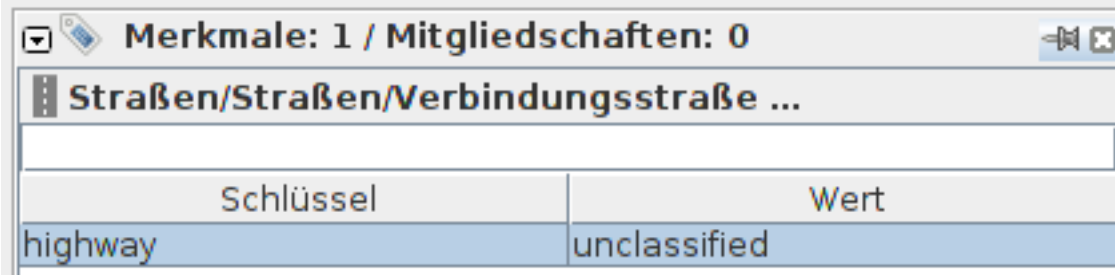 Merkmale: 1 / Mitgliedschaften: 0
Straßen/Straßen/Verbindungsstraße ...
Schlüssel Wert
highway unclassified